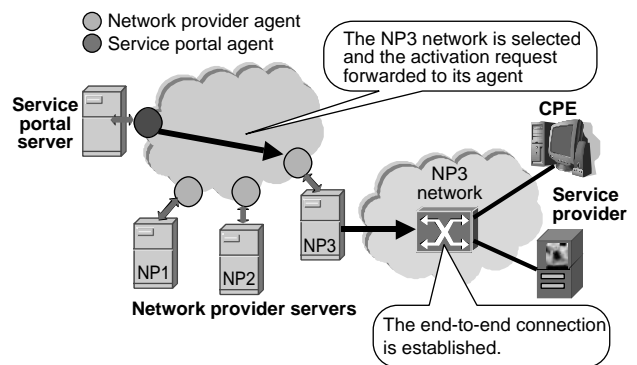 Network provider agent
Service portal agent
The NP3 network is selected
and the activation request
forwarded to its agent
Service
portal
server
CPE
NP3
network
Service
provider
NP1
NP2
NP3
Network provider servers
The end-to-end connection
is established.